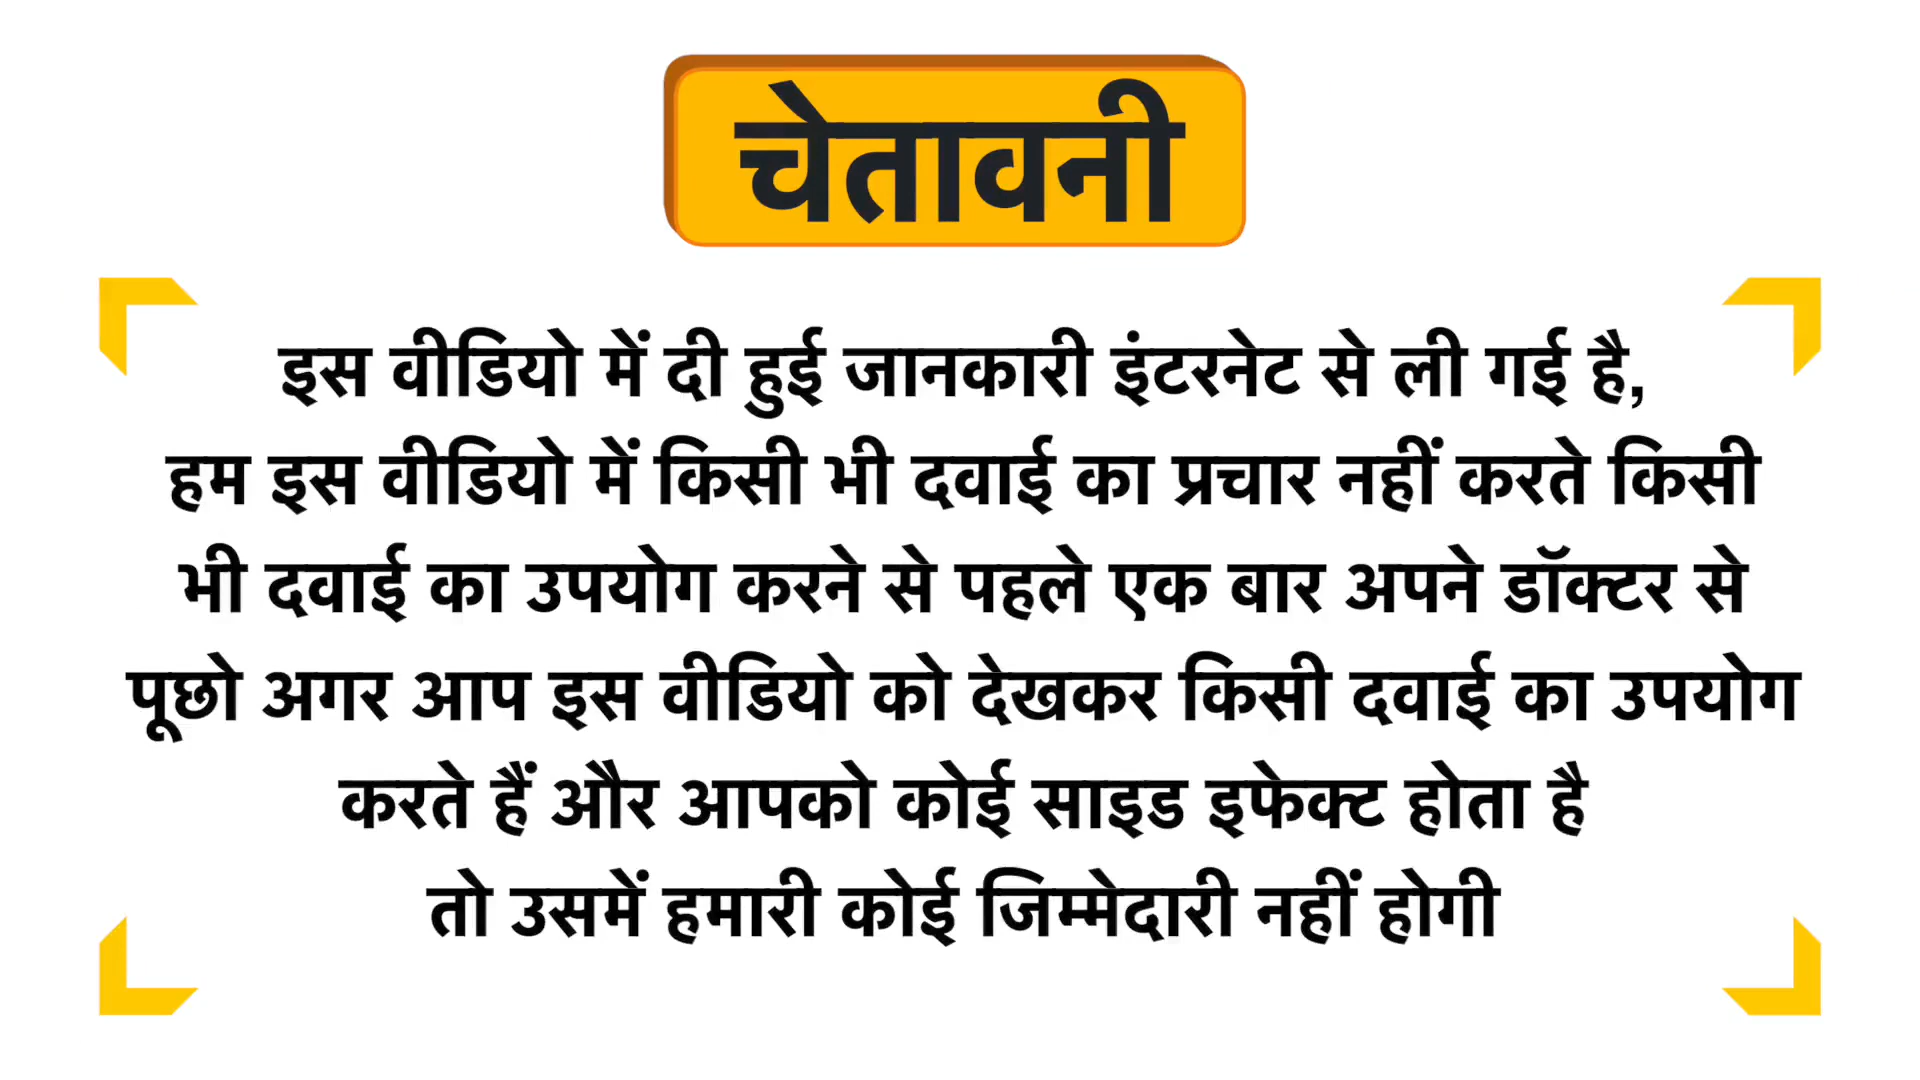 चेतावनी
इस वीडियो में दी हुई जानकारी इंटरनेट से ली गई है,
हम इस वीडियो में किसी भी दवाई का प्रचार नहीं करते किसी
भी दवाई का उपयोग करने से पहले एक बार अपने डॉक्टर से
पूछो अगर आप इस वीडियो को देखकर किसी दवाई का उपयोग
करते हैं और आपको कोई साइड इफेक्ट होता है
तो उसमें हमारी कोई जिम्मेदारी नहीं होगी